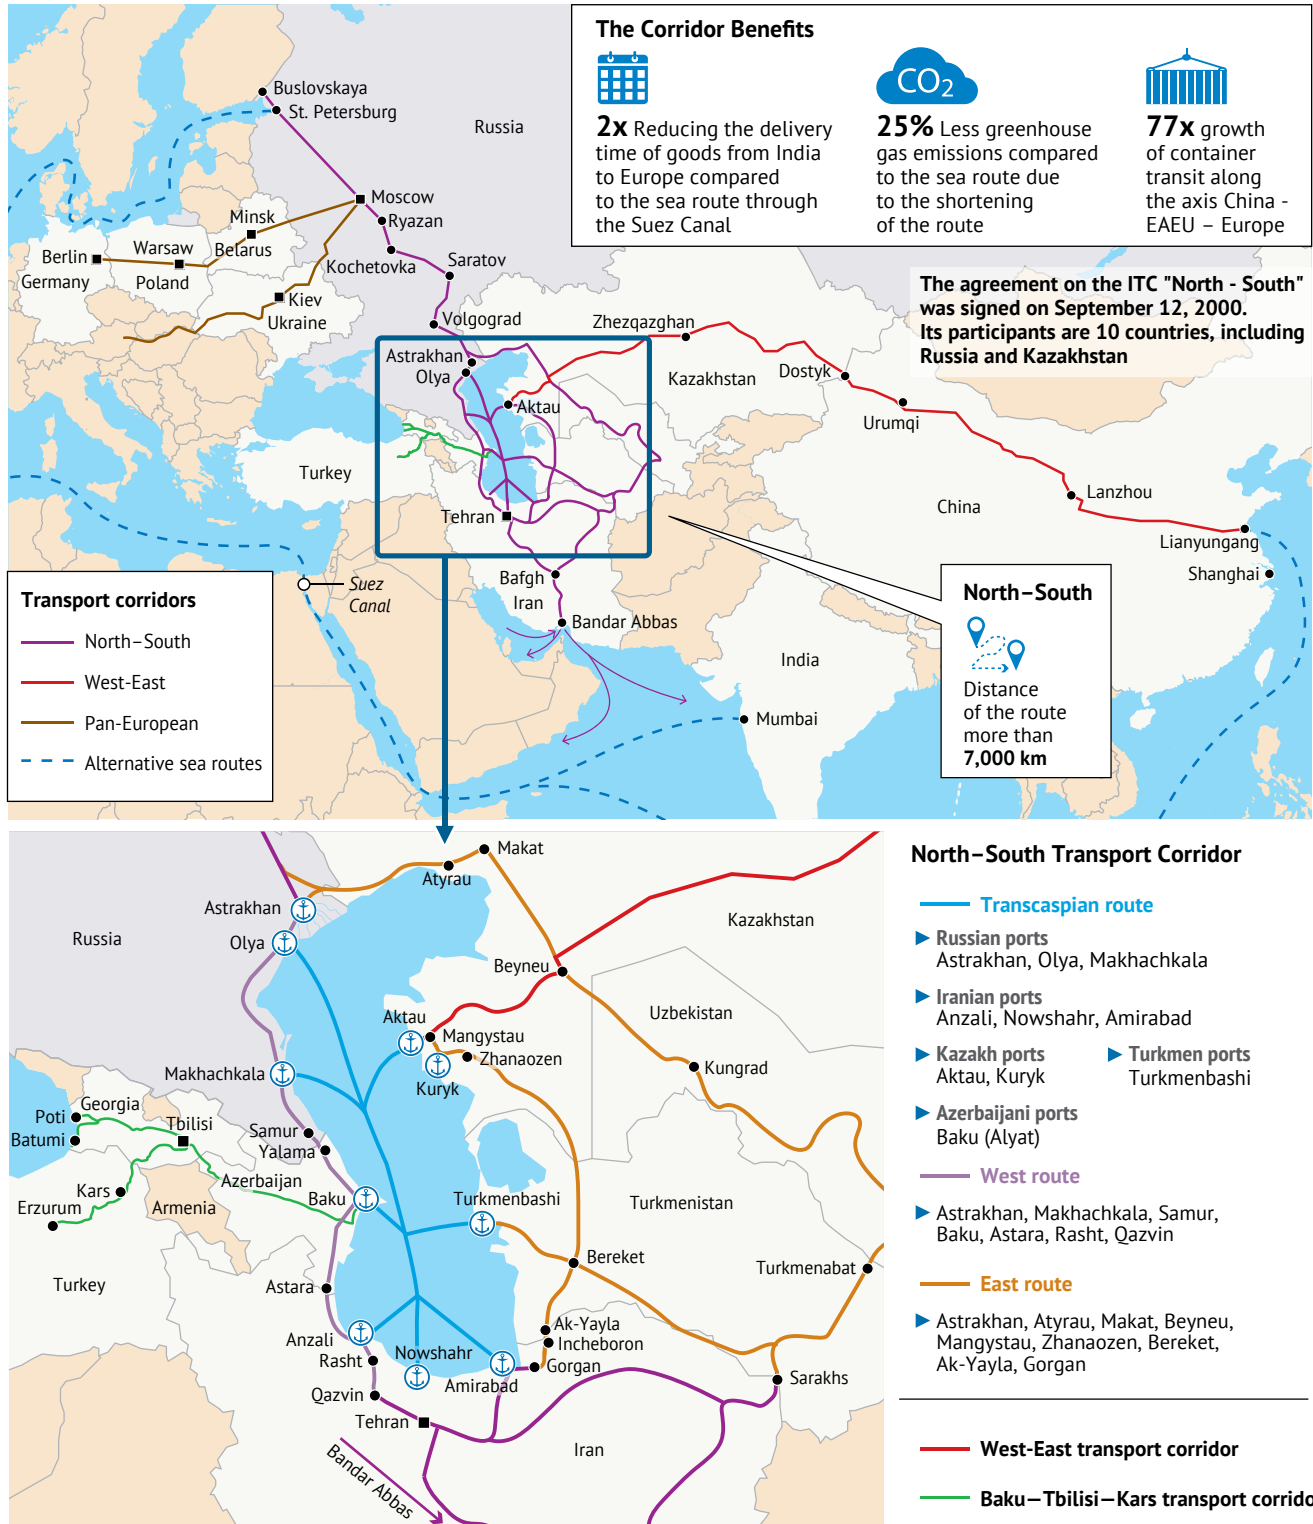 The Corridor Benefits
CO2
2x Reducing the delivery
time of goods from India
to Europe compared
to the sea route through
the Suez Canal
25% Less greenhouse
gas emissions compared
to the sea route due
to the shortening
of the route
77x growth
of container
transit along
the axis China -
EAEU – Europe
The agreement on the ITC "North - South"
was signed on September 12, 2000.
Its participants are 10 countries, including
Russia and Kazakhstan
Buslovskaya
St. Petersburg
Russia
Moscow
Ryazan
Minsk
Belarus
Warsaw
Poland
Berlin
Germany
Kochetovka
Saratov
Kiev
Ukraine
Volgograd
Zhezqazghan
Astrakhan
Olya
Aktau
Kazakhstan
Dostyk
Urumqi
Turkey
Lanzhou
China
Tehran
Lianyungang
Shanghai
Bafgh
Iran
Bandar Abbas
Suez
Canal
India
Mumbai
Transport corridors
North–South
West-East
Pan-European
Alternative sea routes
North–South
Distance
of the route
more than
7,000 km
Makat
Atyrau
Astrakhan
Olya
Russia
Kazakhstan
Beyneu
Aktau
Mangystau
Zhanaozen
Kuryk
Uzbekistan
Kungrad
Makhachkala
Georgia
Poti
Batumi
Tbilisi
Samur
Yalama
Azerbaijan
Kars
Erzurum
Armenia
Baku
Turkmenbashi
Turkmenistan
Bereket
Turkmenabat
Turkey
Astara
Anzali
Rasht
Nowshahr
Amirabad
Ak-Yayla
Incheboron
Gorgan
Sarakhs
Qazvin
Tehran
Iran
Bandar Abbas
North–South Transport Corridor
Transcaspian route
Russian ports
Astrakhan, Olya, Makhachkala
Iranian ports
Anzali, Nowshahr, Amirabad
Kazakh ports
Aktau, Kuryk
Turkmen ports
Turkmenbashi
Azerbaijani ports
Baku (Alyat)
West route
Astrakhan, Makhachkala, Samur,
Baku, Astara, Rasht, Qazvin
East route
Astrakhan, Atyrau, Makat, Beyneu,
Mangystau, Zhanaozen, Bereket,
Ak-Yayla, Gorgan
West-East transport corridor
Baku–Tbilisi–Kars transport corrido